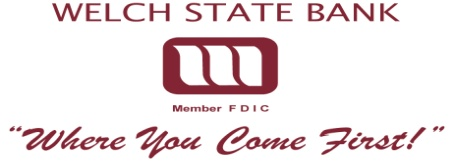 WELCH STATE BANK
Member FDIC
“Where You Come First!”